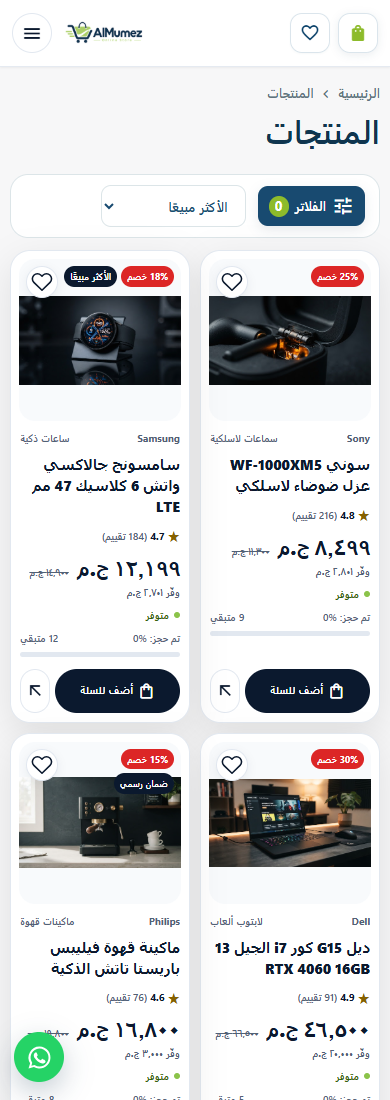 AlMumez
الرئيسية > المنتجات
المنتجات
الفلاتر 0
الأكثر مبيعًا
25% خصم
Sony
سماعات لاسلكية
سوني WF-1000XM5
عزل ضوضاء لاسلكي
★ 4.8 (216 تقييم)
٨,٤٩٩ ج.م ١١,٣٠٠ ج.م
وفّر ٢,٨٠١ ج.م
متوفر
تم حجز: 0%
9 متبقي
أضف للسلة
18% خصم
الأكثر مبيعًا
Samsung
ساعات ذكية
سامسونج جالاكسي
واتش 6 كلاسيك 47 مم
LTE
★ 4.7 (184 تقييم)
١٢,١٩٩ ج.م ١٤,٩٠٠ ج.م
وفّر ٢,٧٠١ ج.م
متوفر
تم حجز: 0%
12 متبقي
أضف للسلة
30% خصم
Dell
لابتوب ألعاب
ديل G15 كور i7 الجيل 13
RTX 4060 16GB
★ 4.9 (91 تقييم)
٤٦,٥٠٠ ج.م ٦٦,٥٠٠ ج.م
وفّر ٢٠,٠٠٠ ج.م
متوفر
15% خصم
ضمان رسمي
Philips
ماكينات قهوة
ماكينة قهوة فيليبس
باريستا تاتش الذكية
★ 4.6 (76 تقييم)
١٦,٨٠٠ ج.م
وفّر ٣,٠٠٠ ج.م
متوفر